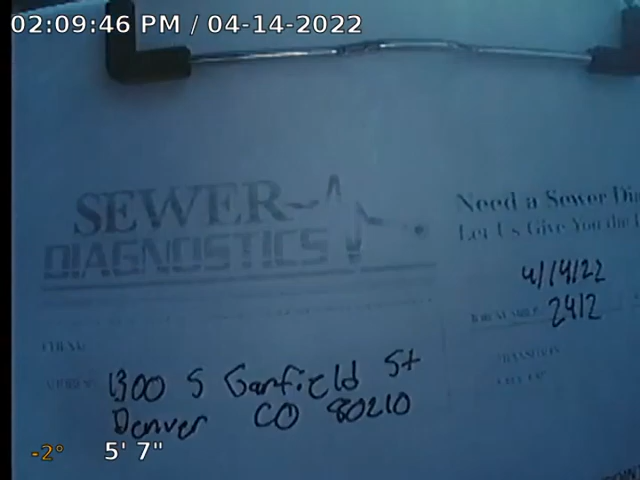 02:09:46 PM / 04-14-2022
SEWER
DIAGNOSTICS
Need a Sewer
Let Us Give You the
4/14/22
2412
1300 S Garfield St
Denver CO 80210
-2° 5' 7"